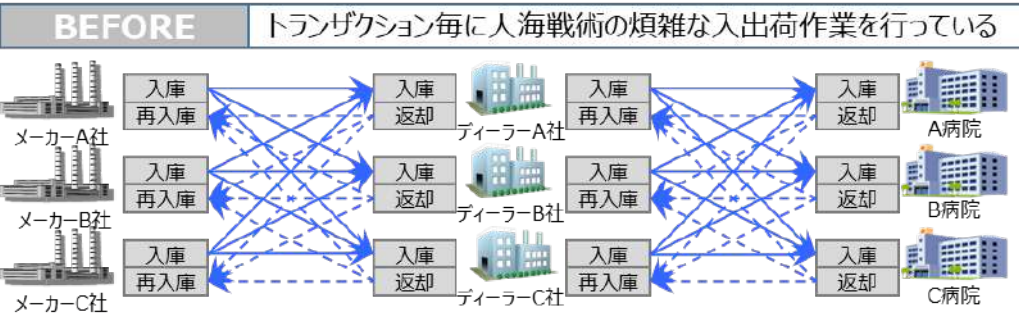 BEFORE
トランザクション毎に人海戦術の煩雑な入出荷作業を行っている
入庫 入庫 入庫 入庫
再入庫 返却 再入庫 返却
メーカーA社 ディーラーA社 A病院
入庫 入庫 入庫 入庫
再入庫 返却 再入庫 返却
メーカーB社 ディーラーB社 B病院
入庫 入庫 入庫 入庫
再入庫 返却 再入庫 返却
メーカーC社 ディーラーC社 C病院